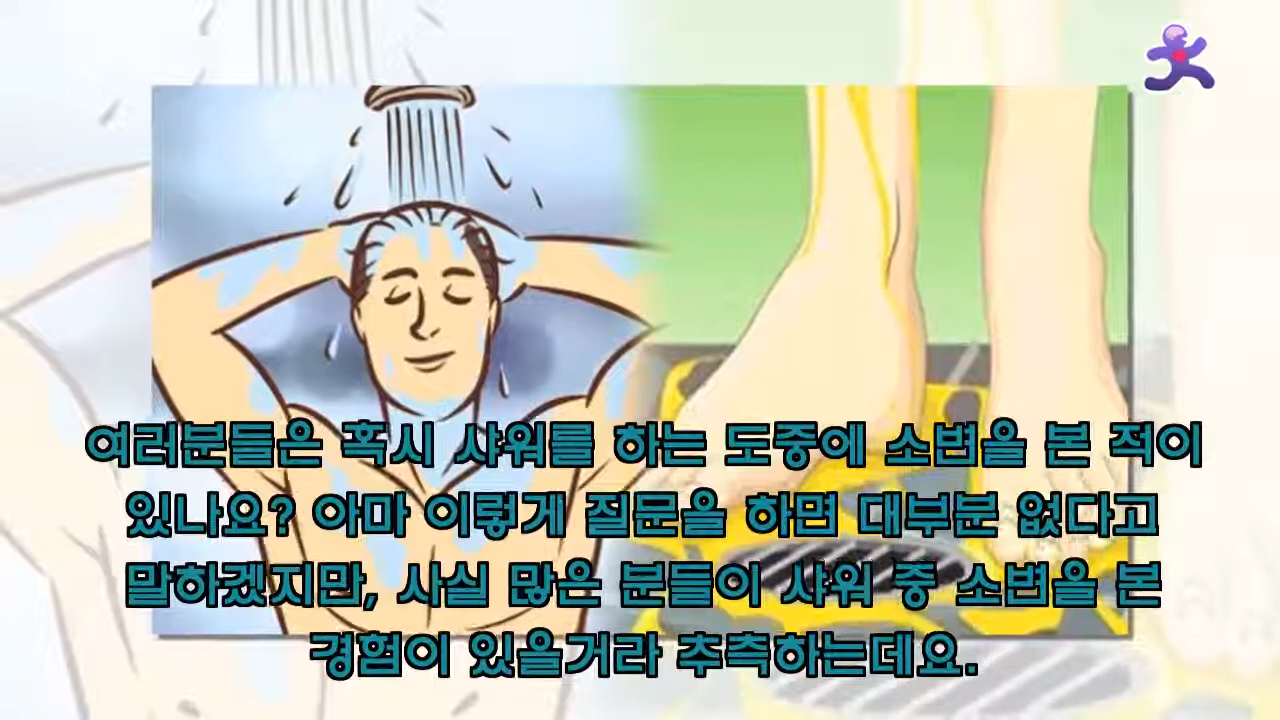 여러분들은 혹시 샤워를 하는 도중에 소변을 본 적이
있나요? 아마 이렇게 질문을 하면 대부분 없다고
말하겠지만, 사실 많은 분들이 샤워 중 소변을 본
경험이 있을거라 추측하는데요.